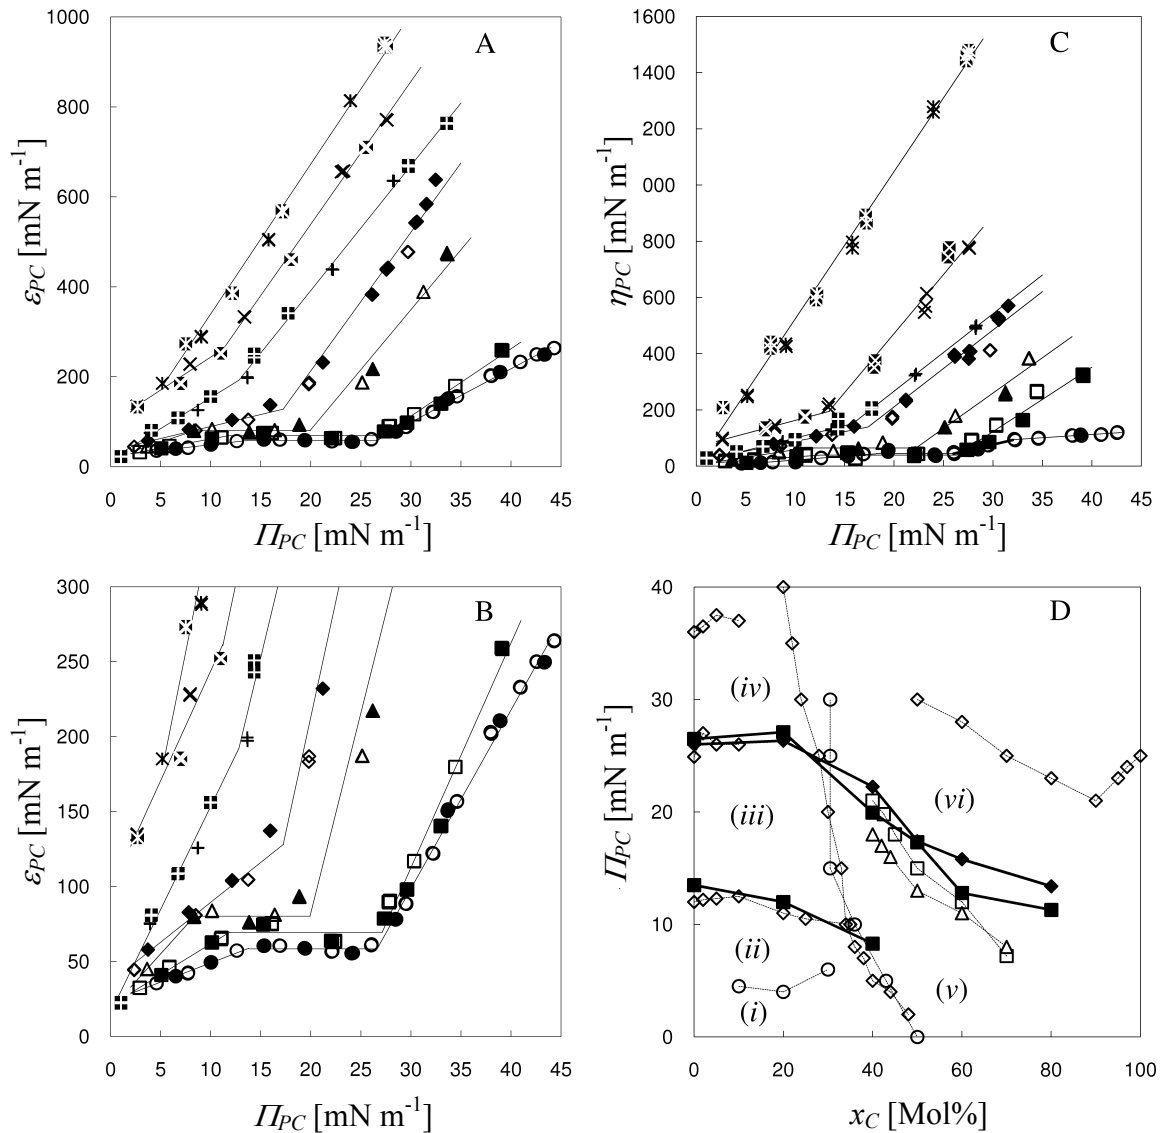 A
1000
800
600
400
200
0
ε_PC [mN m⁻¹]
0 5 10 15 20 25 30 35 40 45
Π_PC [mN m⁻¹]
C
1600
1400
1200
000
800
600
400
200
0
η_PC [mN m⁻¹]
0 5 10 15 20 25 30 35 40 45
Π_PC [mN m⁻¹]
B
300
250
200
150
100
50
0
ε_PC [mN m⁻¹]
0 5 10 15 20 25 30 35 40 45
Π_PC [mN m⁻¹]
D
40
30
20
10
0
Π_PC [mN m⁻¹]
(iv)
(iii)
(vi)
(ii)
(v)
(i)
0 20 40 60 80 100
x_C [Mol%]